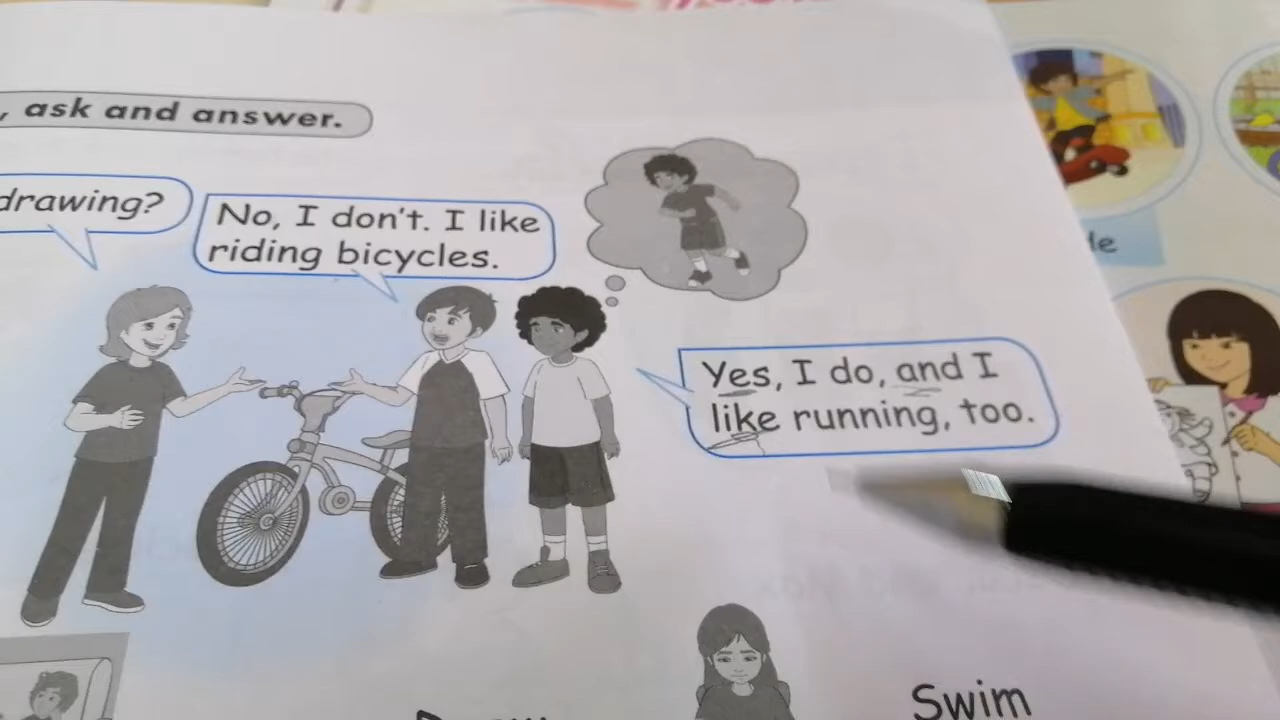 , ask and answer.
drawing?
No, I don't. I like
riding bicycles.
Yes, I do, and I
like running, too.
Swim